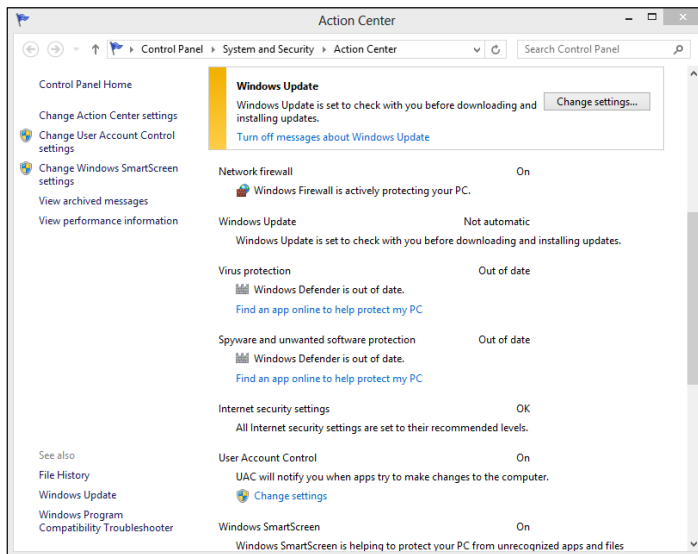 Action Center
Control Panel
System and Security
Action Center
Search Control Panel
Control Panel Home
Change Action Center settings
Change User Account Control
settings
Change Windows SmartScreen
settings
View archived messages
View performance information
See also
File History
Windows Update
Windows Program
Compatibility Troubleshooter
Windows Update
Windows Update is set to check with you before downloading and
installing updates.
Change settings...
Turn off messages about Windows Update
Network firewall On
Windows Firewall is actively protecting your PC.
Windows Update Not automatic
Windows Update is set to check with you before downloading and installing updates.
Virus protection Out of date
Windows Defender is out of date.
Find an app online to help protect my PC
Spyware and unwanted software protection Out of date
Windows Defender is out of date.
Find an app online to help protect my PC
Internet security settings OK
All Internet security settings are set to their recommended levels.
User Account Control On
UAC will notify you when apps try to make changes to the computer.
Change settings
Windows SmartScreen On
Windows SmartScreen is helping to protect your PC from unrecognized apps and files